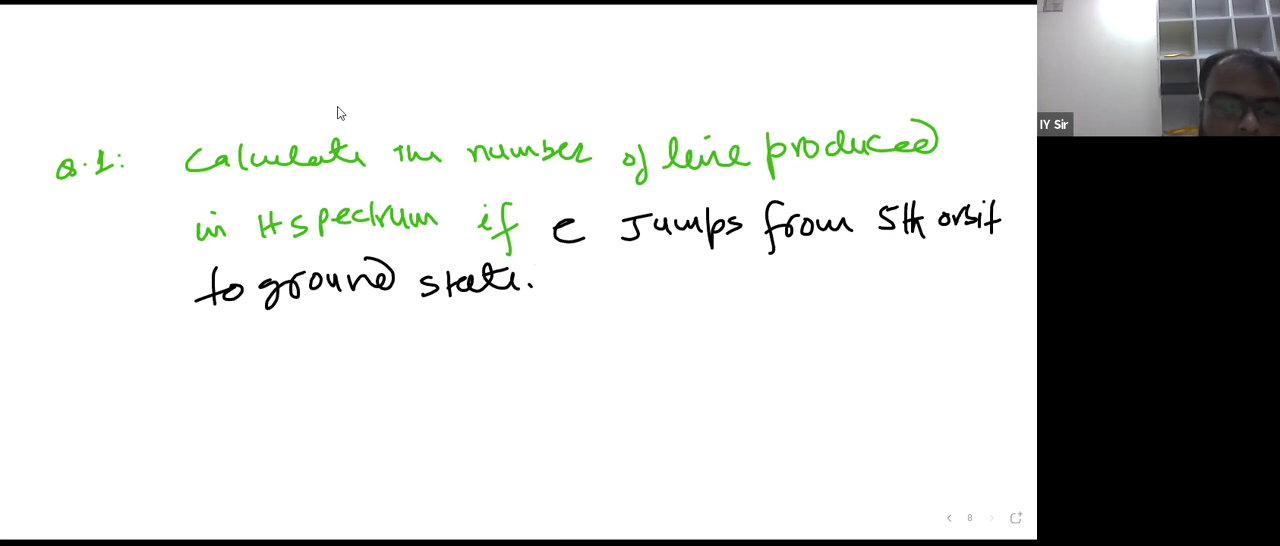 Q.1: Calculate the number of line produced
in H spectrum if e Jumps from 5th orbit
to ground state.
IY Sir
8